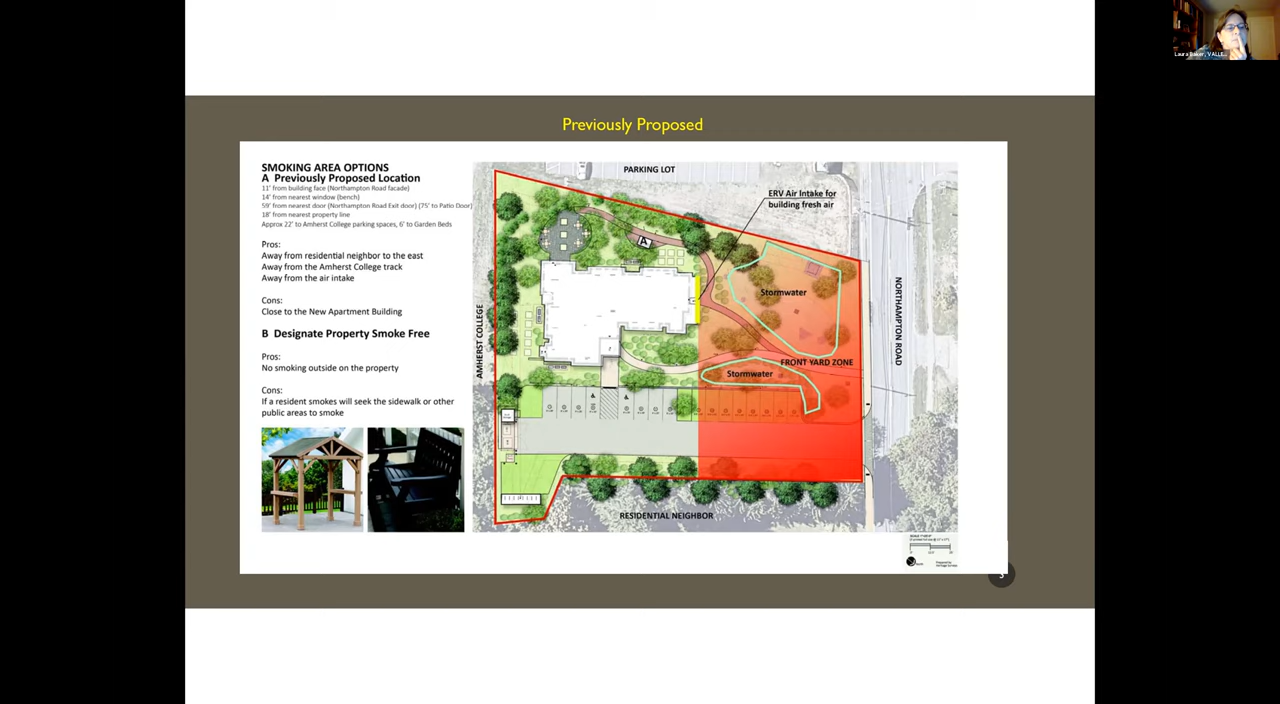 Laura Baker, VALLE...
Previously Proposed
SMOKING AREA OPTIONS
A Previously Proposed Location
11' from building face (Northampton Road facade)
14' from nearest window (bench)
59' from nearest door (Northampton Road Exit door) (75' to Patio Door)
18' from nearest property line
Approx 22' to Amherst College parking spaces, 6' to Garden Beds
Pros:
Away from residential neighbor to the east
Away from the Amherst College track
Away from the air intake
Cons:
Close to the New Apartment Building
B Designate Property Smoke Free
Pros:
No smoking outside on the property
Cons:
If a resident smokes will seek the sidewalk or other
public areas to smoke
PARKING LOT
ERV Air Intake for
building fresh air
A
Stormwater
AMHERST COLLEGE
NORTHAMPTON ROAD
FRONT YARD ZONE
Stormwater
RESIDENTIAL NEIGHBOR
3